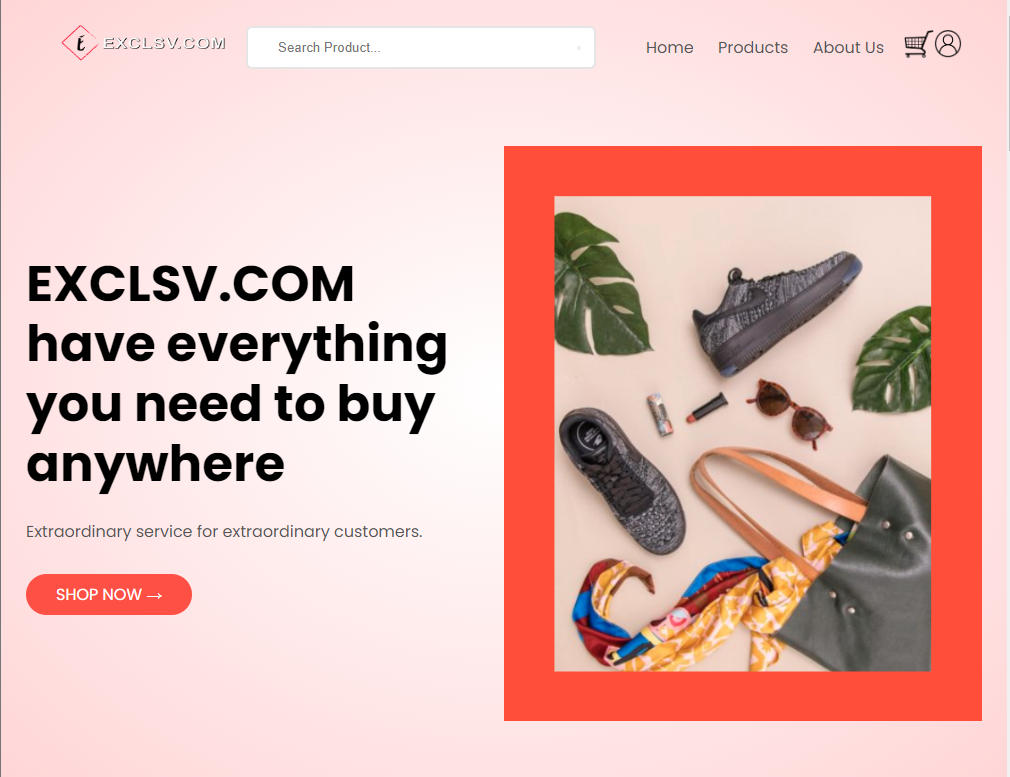 É EXCLSV.COM
Search Product...
Home Products About Us
EXCLSV.COM
have everything
you need to buy
anywhere
Extraordinary service for extraordinary customers.
SHOP NOW →